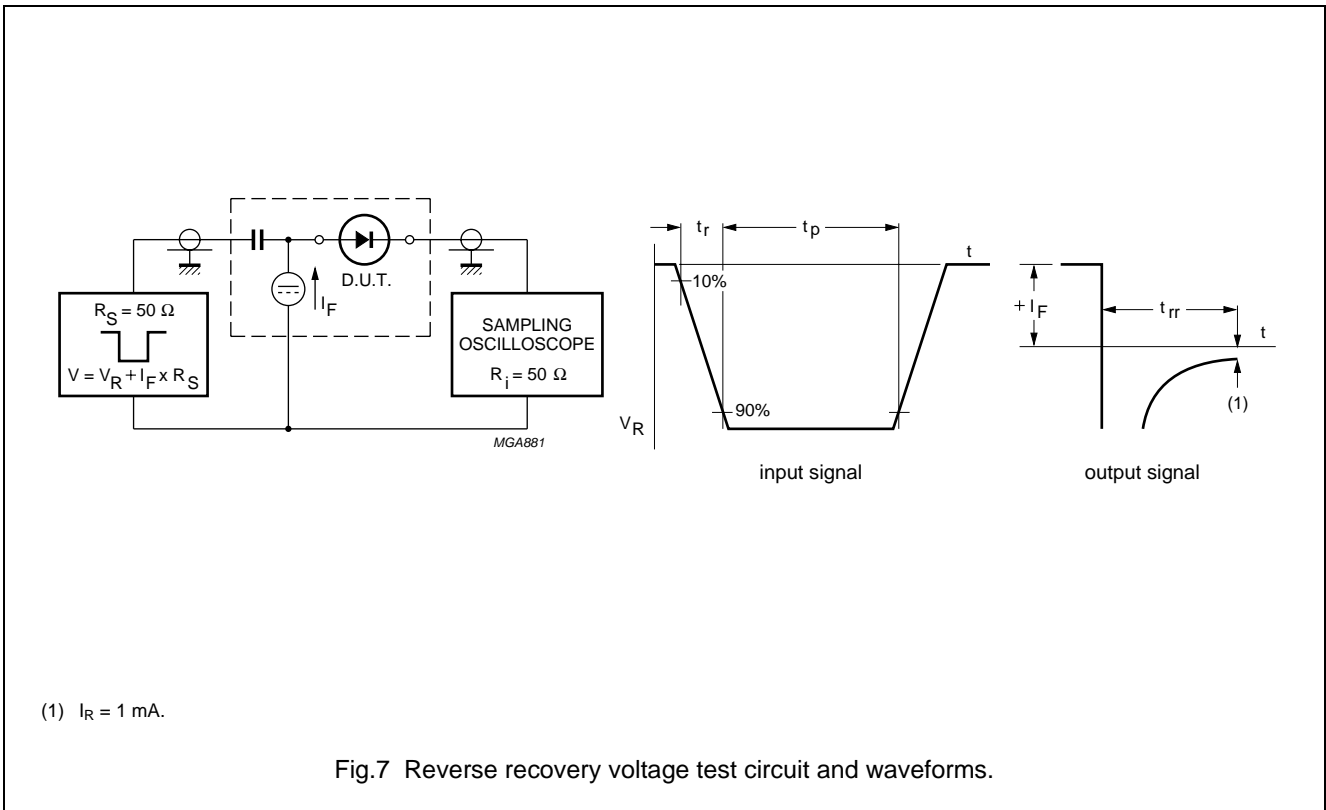 R_S = 50 Ω
V = V_R + I_F x R_S
I_F
D.U.T.
SAMPLING
OSCILLOSCOPE
R_i = 50 Ω
MGA881
t_r
t_p
t
10%
90%
V_R
input signal
+ I_F
t_rr
t
(1)
output signal
(1) I_R = 1 mA.
Fig.7 Reverse recovery voltage test circuit and waveforms.